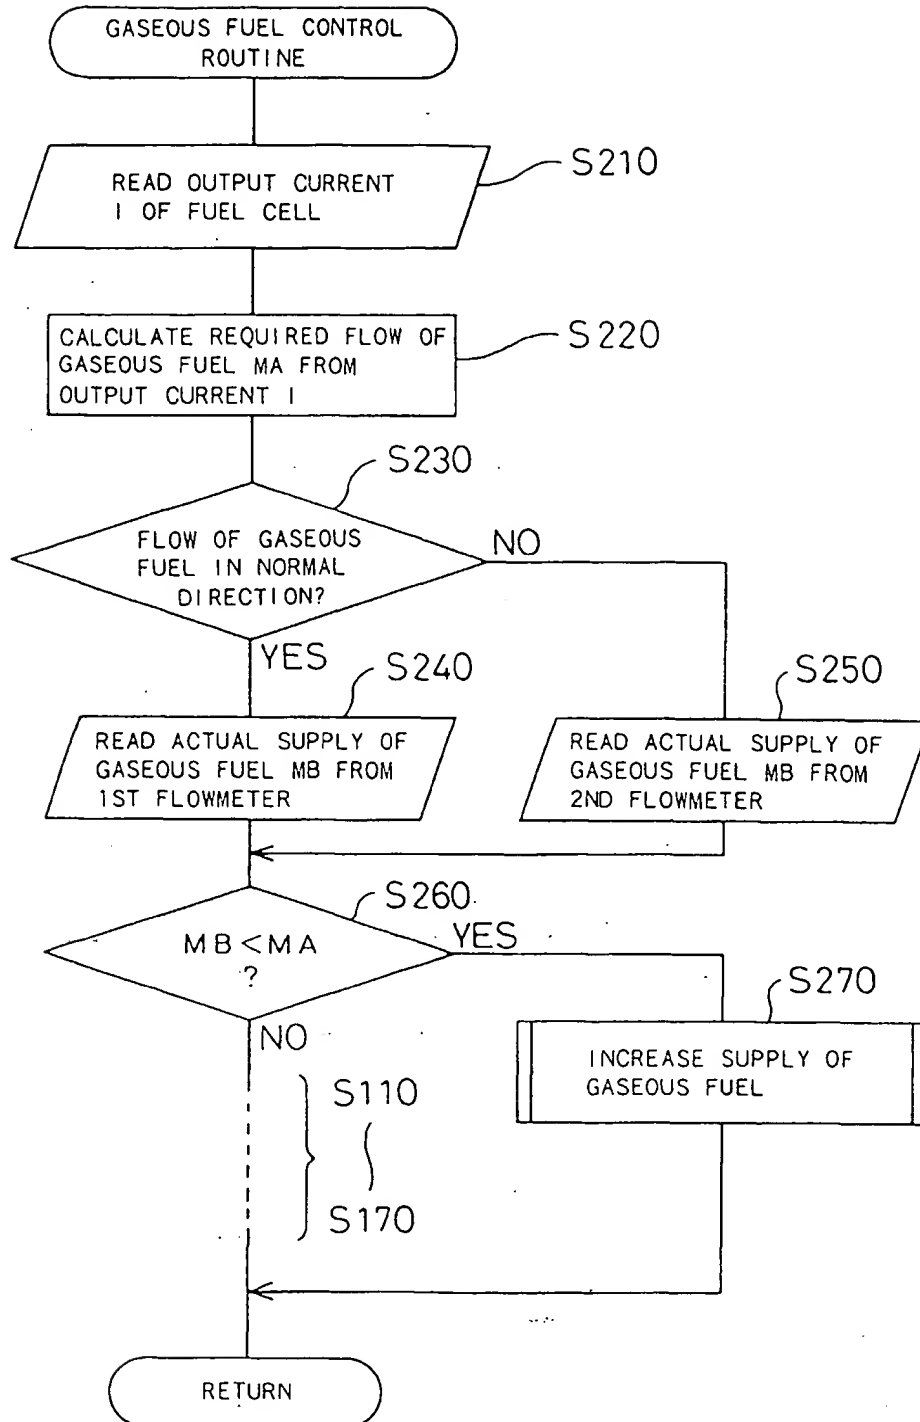 GASEOUS FUEL CONTROL
ROUTINE
S210
READ OUTPUT CURRENT
I OF FUEL CELL
S220
CALCULATE REQUIRED FLOW OF
GASEOUS FUEL MA FROM
OUTPUT CURRENT I
S230
FLOW OF GASEOUS
FUEL IN NORMAL
DIRECTION?
NO
YES
S240
READ ACTUAL SUPPLY OF
GASEOUS FUEL MB FROM
1ST FLOWMETER
S250
READ ACTUAL SUPPLY OF
GASEOUS FUEL MB FROM
2ND FLOWMETER
S260
MB<MA
?
YES
NO
S270
INCREASE SUPPLY OF
GASEOUS FUEL
S110
S170
RETURN